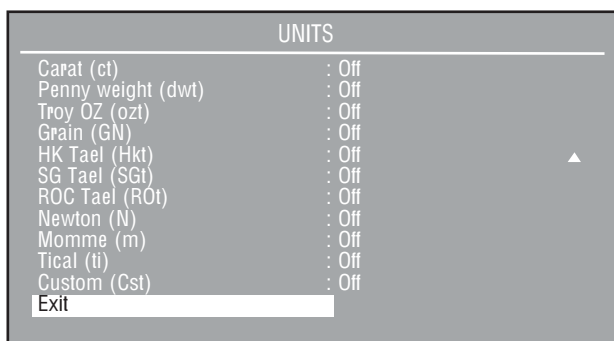 UNITS
Carat (ct) : Off
Penny weight (dwt) : Off
Troy OZ (ozt) : Off
Grain (GN) : Off
HK Tael (Hkt) : Off
SG Tael (SGt) : Off
ROC Tael (ROt) : Off
Newton (N) : Off
Momme (m) : Off
Tical (ti) : Off
Custom (Cst) : Off
Exit